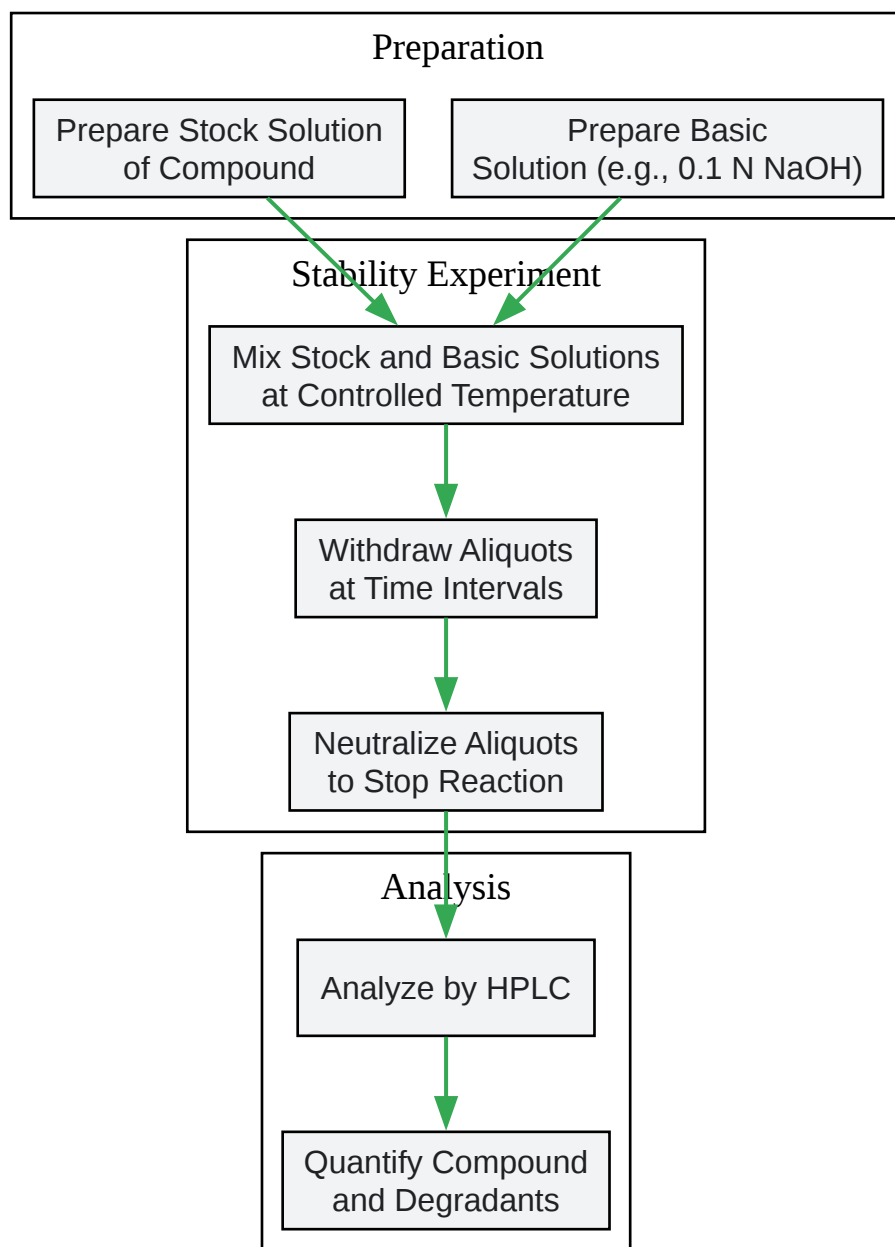 Preparation
Prepare Stock Solution
of Compound
Prepare Basic
Solution (e.g., 0.1 N NaOH)
Stability Experiment
Mix Stock and Basic Solutions
at Controlled Temperature
Withdraw Aliquots
at Time Intervals
Neutralize Aliquots
to Stop Reaction
Analysis
Analyze by HPLC
Quantify Compound
and Degradants